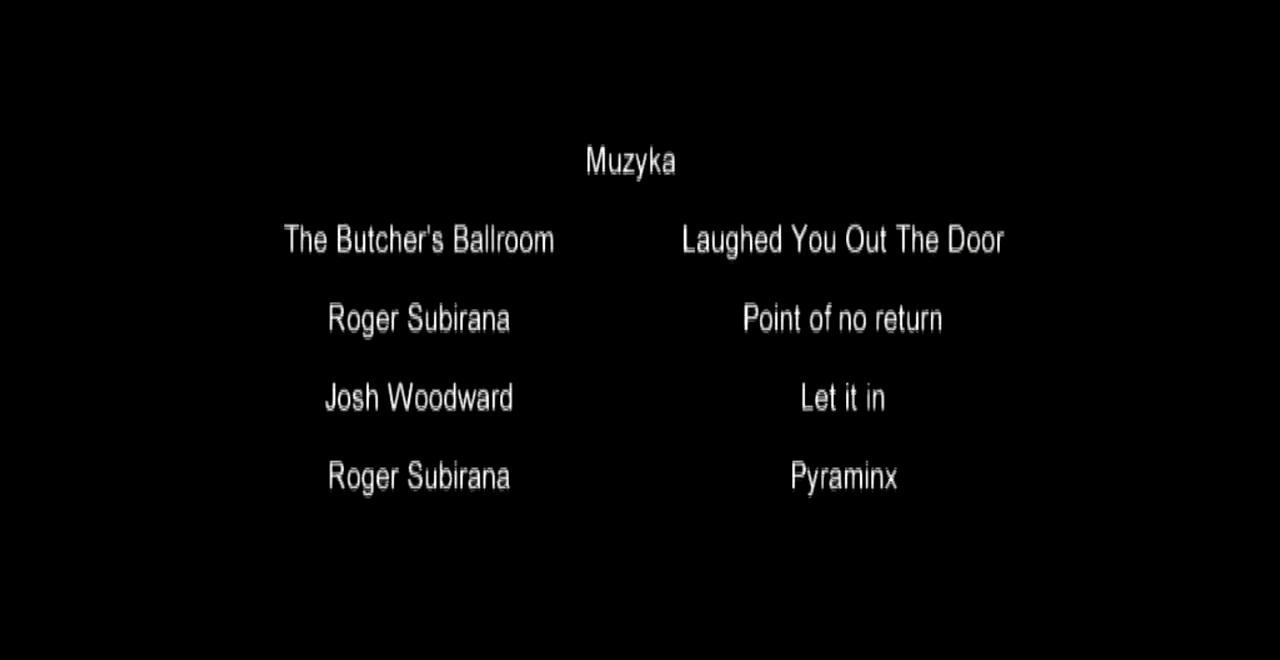 Muzyka
The Butcher's Ballroom Laughed You Out The Door
Roger Subirana Point of no return
Josh Woodward Let it in
Roger Subirana Pyraminx